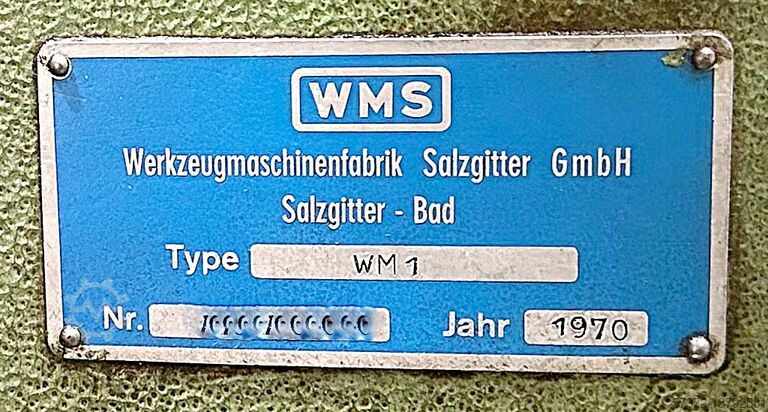 WMS
Werkzeugmaschinenfabrik Salzgitter GmbH
Salzgitter - Bad
Type WM1
Nr.
Jahr 1970